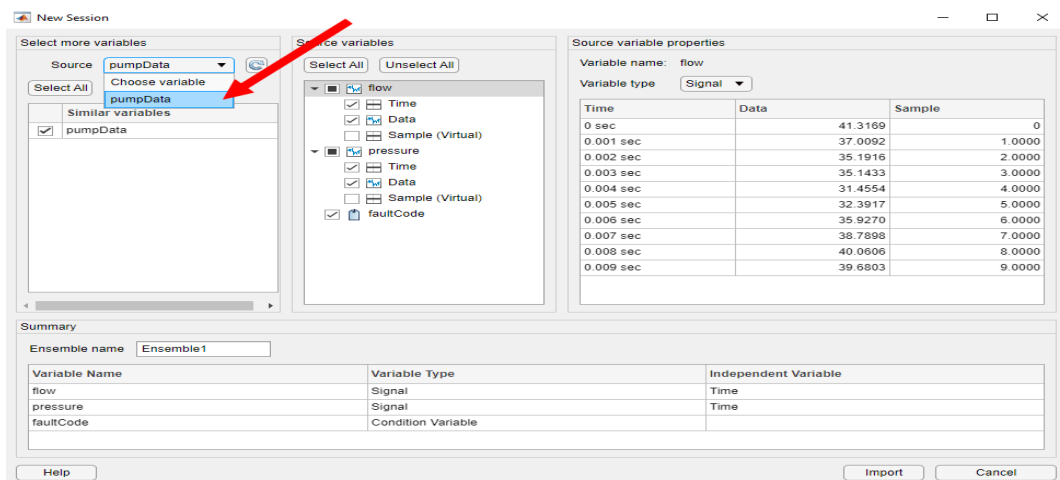 New Session
Select more variables
Source pumpData
Choose variable
pumpData
Select All
Similar variables
pumpData
Source variables
Select All Unselect All
flow
Time
Data
Sample (Virtual)
pressure
Time
Data
Sample (Virtual)
faultCode
Source variable properties
Variable name: flow
Variable type Signal
Time Data Sample
0 sec 41.3169 0
0.001 sec 37.0092 1.0000
0.002 sec 35.1916 2.0000
0.003 sec 35.1433 3.0000
0.004 sec 31.4554 4.0000
0.005 sec 32.3917 5.0000
0.006 sec 35.9270 6.0000
0.007 sec 38.7898 7.0000
0.008 sec 40.0606 8.0000
0.009 sec 39.6803 9.0000
Summary
Ensemble name Ensemble1
Variable Name Variable Type Independent Variable
flow Signal Time
pressure Signal Time
faultCode Condition Variable
Help Import Cancel